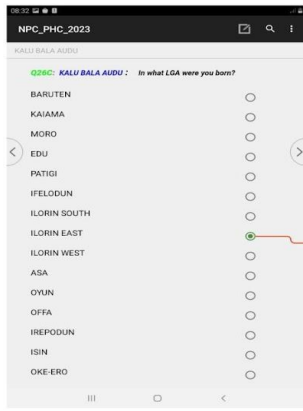 08:32
NPC_PHC_2023
KALU BALA AUDU
Q26C: KALU BALA AUDU : In what LGA were you born?
BARUTEN
KAIAMA
MORO
EDU
PATIGI
IFELODUN
ILORIN SOUTH
ILORIN EAST
ILORIN WEST
ASA
OYUN
OFFA
IREPODUN
ISIN
OKE-ERO